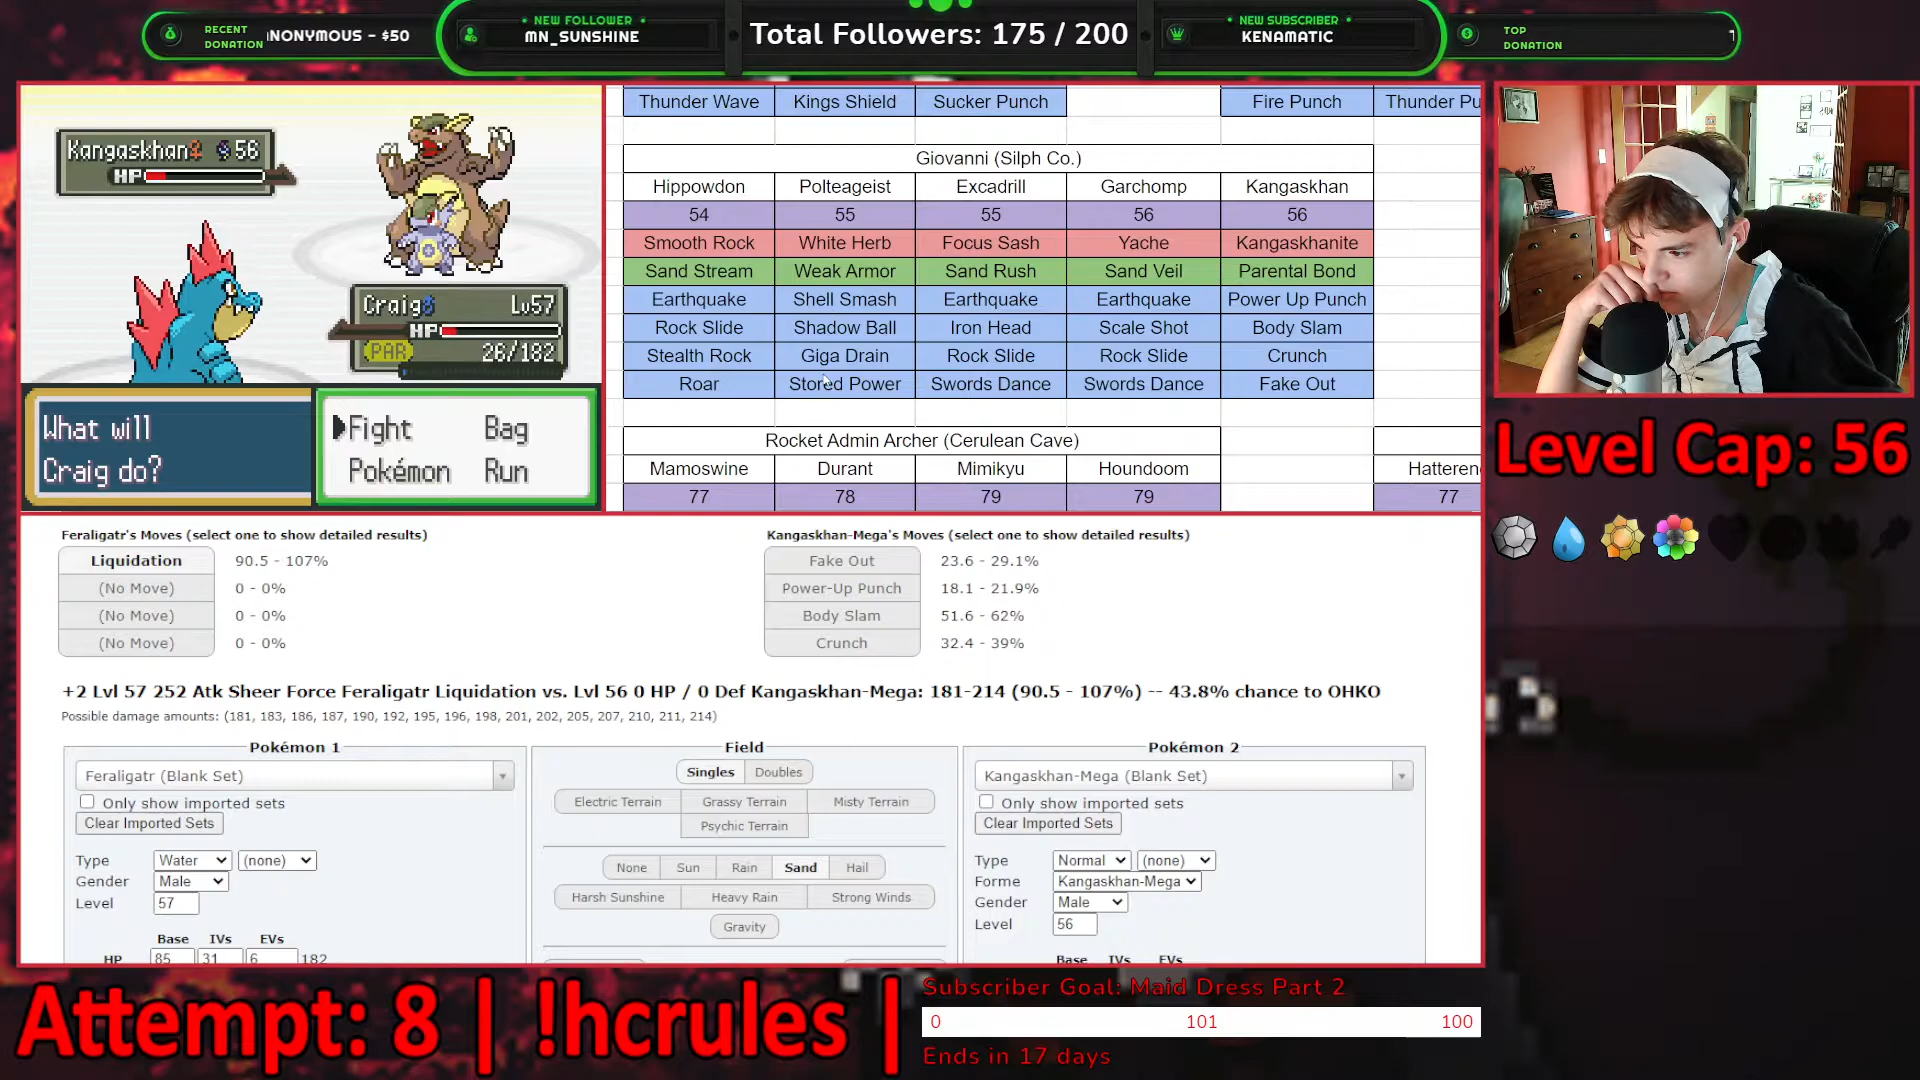 RECENT
DONATION
NONYMOUS - $50
• NEW FOLLOWER •
MN_SUNSHINE
Total Followers: 175 / 200
• NEW SUBSCRIBER •
KENAMATIC
TOP
DONATION
Kangaskhan♀ 56
HP
Craig♂ Lv57
HP
PAR 26/182
What will
Craig do?
Fight Bag
Pokémon Run
Thunder Wave Kings Shield Sucker Punch Fire Punch Thunder Pu
Giovanni (Silph Co.)
Hippowdon Polteageist Excadrill Garchomp Kangaskhan
54 55 55 56 56
Smooth Rock White Herb Focus Sash Yache Kangaskhanite
Sand Stream Weak Armor Sand Rush Sand Veil Parental Bond
Earthquake Shell Smash Earthquake Earthquake Power Up Punch
Rock Slide Shadow Ball Iron Head Scale Shot Body Slam
Stealth Rock Giga Drain Rock Slide Rock Slide Crunch
Roar Stored Power Swords Dance Swords Dance Fake Out
Rocket Admin Archer (Cerulean Cave)
Mamoswine Durant Mimikyu Houndoom Hatteren
77 78 79 79 77
Level Cap: 56
Feraligatr's Moves (select one to show detailed results)
Liquidation 90.5 - 107%
(No Move) 0 - 0%
(No Move) 0 - 0%
(No Move) 0 - 0%
Kangaskhan-Mega's Moves (select one to show detailed results)
Fake Out 23.6 - 29.1%
Power-Up Punch 18.1 - 21.9%
Body Slam 51.6 - 62%
Crunch 32.4 - 39%
+2 Lvl 57 252 Atk Sheer Force Feraligatr Liquidation vs. Lvl 56 0 HP / 0 Def Kangaskhan-Mega: 181-214 (90.5 - 107%) -- 43.8% chance to OHKO
Possible damage amounts: (181, 183, 186, 187, 190, 192, 195, 196, 198, 201, 202, 205, 207, 210, 211, 214)
Pokémon 1
Feraligatr (Blank Set)
Only show imported sets
Clear Imported Sets
Type Water (none)
Gender Male
Level 57
Base IVs EVs
HP 85 31 6 182
Field
Singles Doubles
Electric Terrain Grassy Terrain Misty Terrain
Psychic Terrain
None Sun Rain Sand Hail
Harsh Sunshine Heavy Rain Strong Winds
Gravity
Pokémon 2
Kangaskhan-Mega (Blank Set)
Only show imported sets
Clear Imported Sets
Type Normal (none)
Forme Kangaskhan-Mega
Gender Male
Level 56
Base IVs EVs
Attempt: 8 | !hcrules |
Subscriber Goal: Maid Dress Part 2
0 101 100
Ends in 17 days